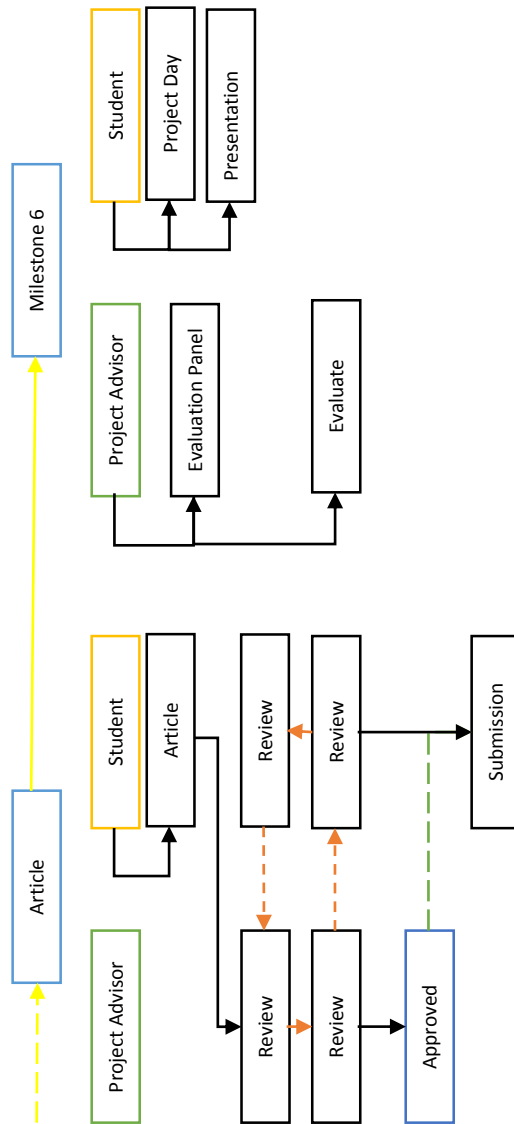 Article
Milestone 6
Project Advisor
Student
Project Advisor
Student
Article
Evaluation Panel
Project Day
Presentation
Review
Review
Review
Review
Evaluate
Approved
Submission